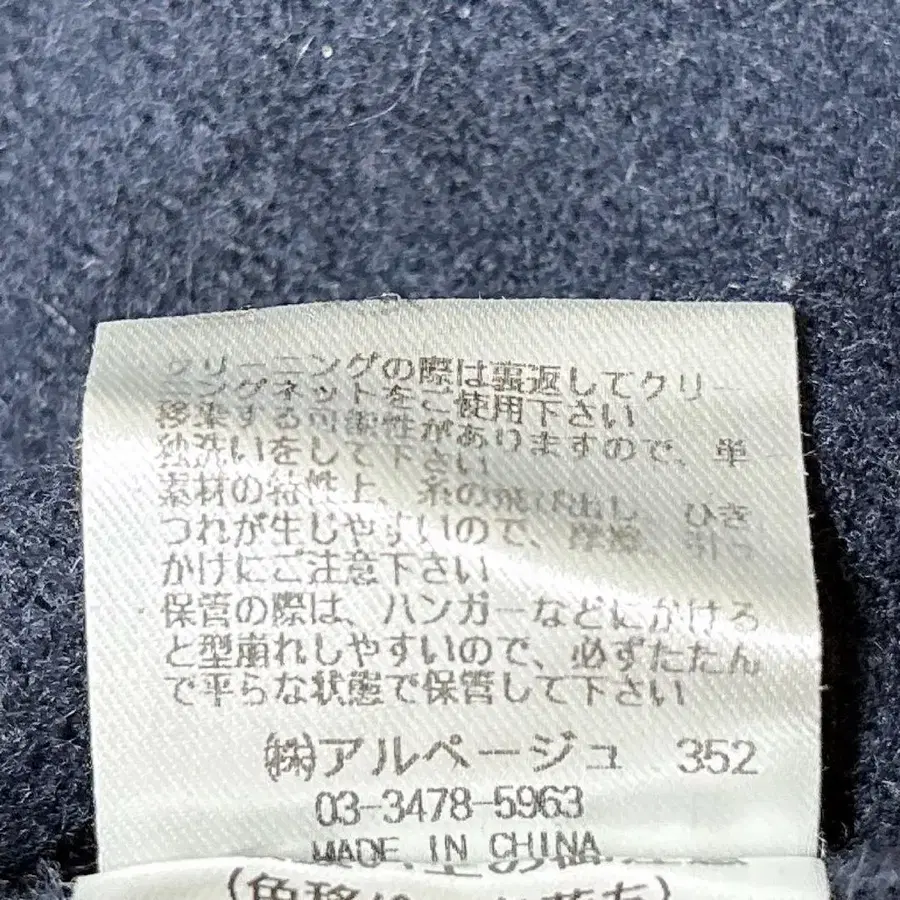 クリーニングの際は裏返してクリー
ニングネットをご使用下さい
移染する可能性がありますので、単
独洗いをして下さい
素材の特性上、糸の飛び出し ひき
つれが生じやすいので、摩擦、引っ
かけにご注意下さい
保管の際は、ハンガーなどにかける
と型崩れしやすいので、必ずたたん
で平らな状態で保管して下さい
㈱アルページュ 352
03-3478-5963
MADE IN CHINA